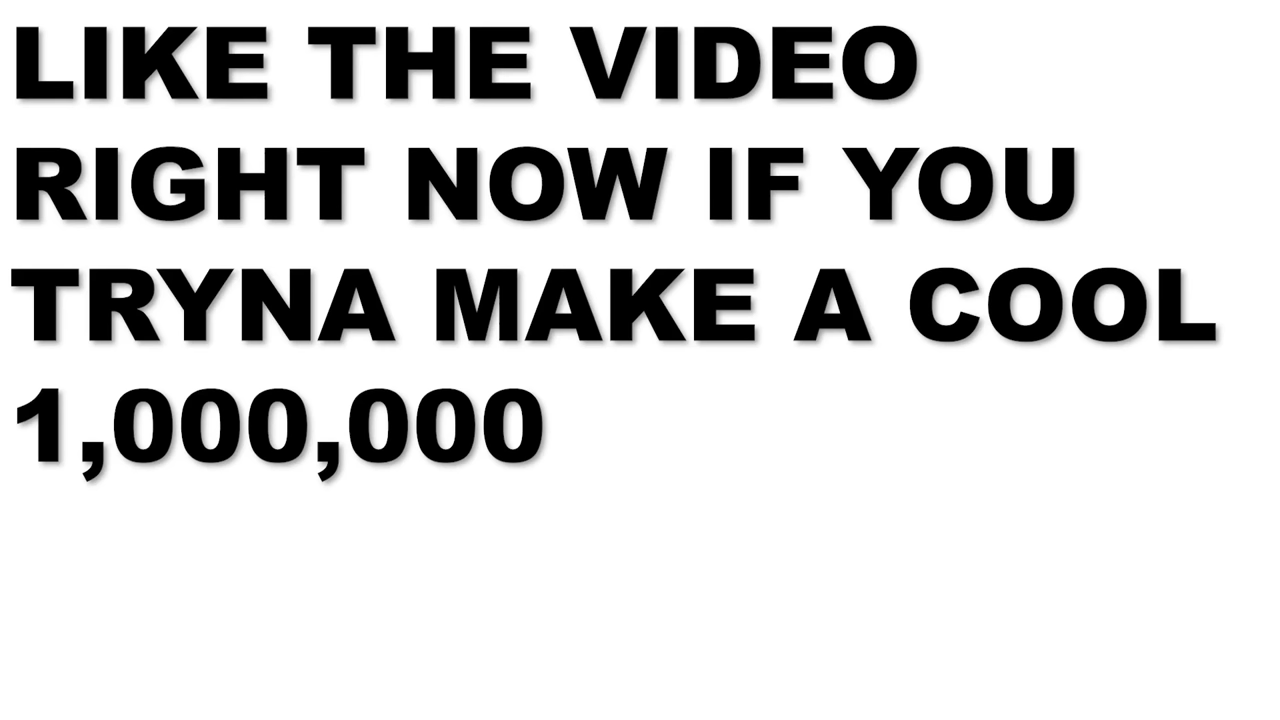 LIKE THE VIDEO
RIGHT NOW IF YOU
TRYNA MAKE A COOL
1,000,000